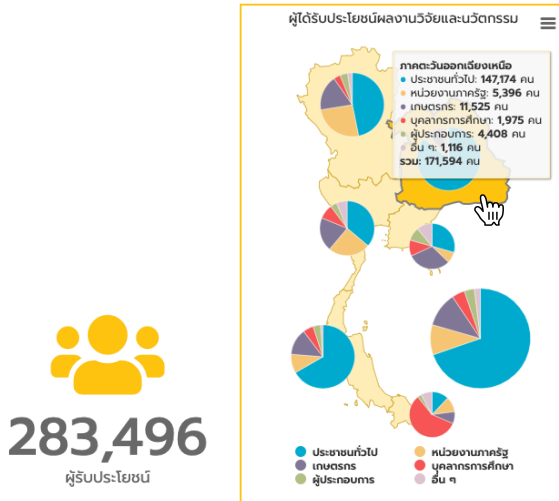 ผู้ได้รับประโยชน์ผลงานวิจัยและนวัตกรรม
ภาคตะวันออกเฉียงเหนือ
ประชาชนทั่วไป: 147,174 คน
หน่วยงานภาครัฐ: 5,396 คน
เกษตรกร: 11,525 คน
บุคลากรการศึกษา: 1,975 คน
ผู้ประกอบการ: 4,408 คน
อื่น ๆ: 1,116 คน
รวม: 171,594 คน
283,496
ผู้รับประโยชน์
ประชาชนทั่วไป
หน่วยงานภาครัฐ
เกษตรกร
บุคลากรการศึกษา
ผู้ประกอบการ
อื่น ๆ